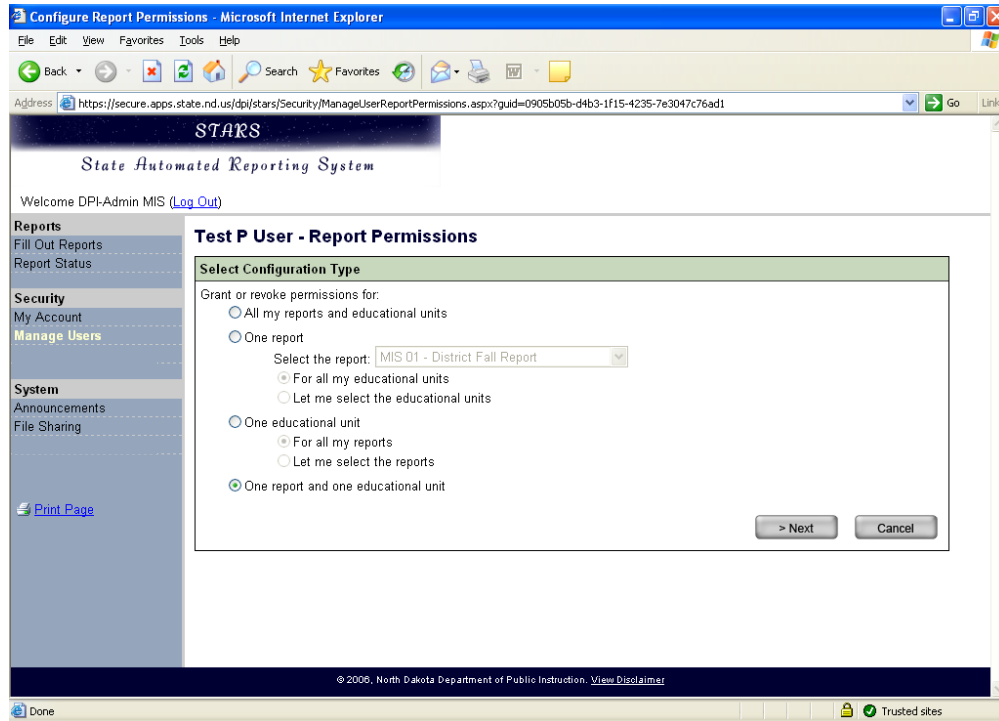 Configure Report Permissions - Microsoft Internet Explorer
File Edit View Favorites Tools Help
Back Search Favorites
Address https://secure.apps.state.nd.us/dpi/stars/Security/ManageUserReportPermissions.aspx?guid=0905b05b-d4b3-1f15-4235-7e3047c76ad1 Go Link
STARS
State Automated Reporting System
Welcome DPI-Admin MIS (Log Out)
Reports
Fill Out Reports
Report Status
Security
My Account
Manage Users
System
Announcements
File Sharing
Print Page
Test P User - Report Permissions
Select Configuration Type
Grant or revoke permissions for:
All my reports and educational units
One report
Select the report: MIS 01 - District Fall Report
For all my educational units
Let me select the educational units
One educational unit
For all my reports
Let me select the reports
One report and one educational unit
> Next Cancel
© 2006, North Dakota Department of Public Instruction. View Disclaimer
Done Trusted sites